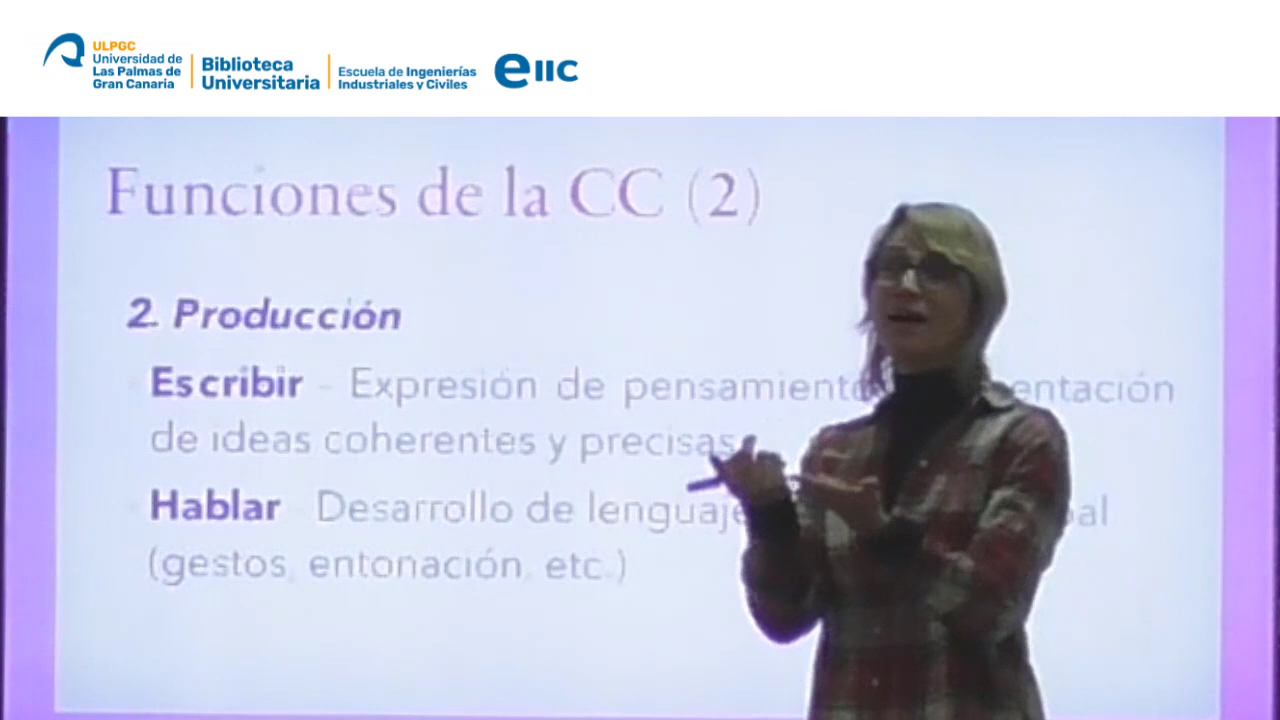 ULPGC
Universidad de
Las Palmas de
Gran Canaria
Biblioteca
Universitaria
Escuela de Ingenierías
Industriales y Civiles
eiic
Funciones de la CC (2)
2. Producción
Escribir - Expresión de pensamiento
de ideas coherentes y precisas
Hablar Desarrollo de lenguaje
(gestos, entonación, etc.)